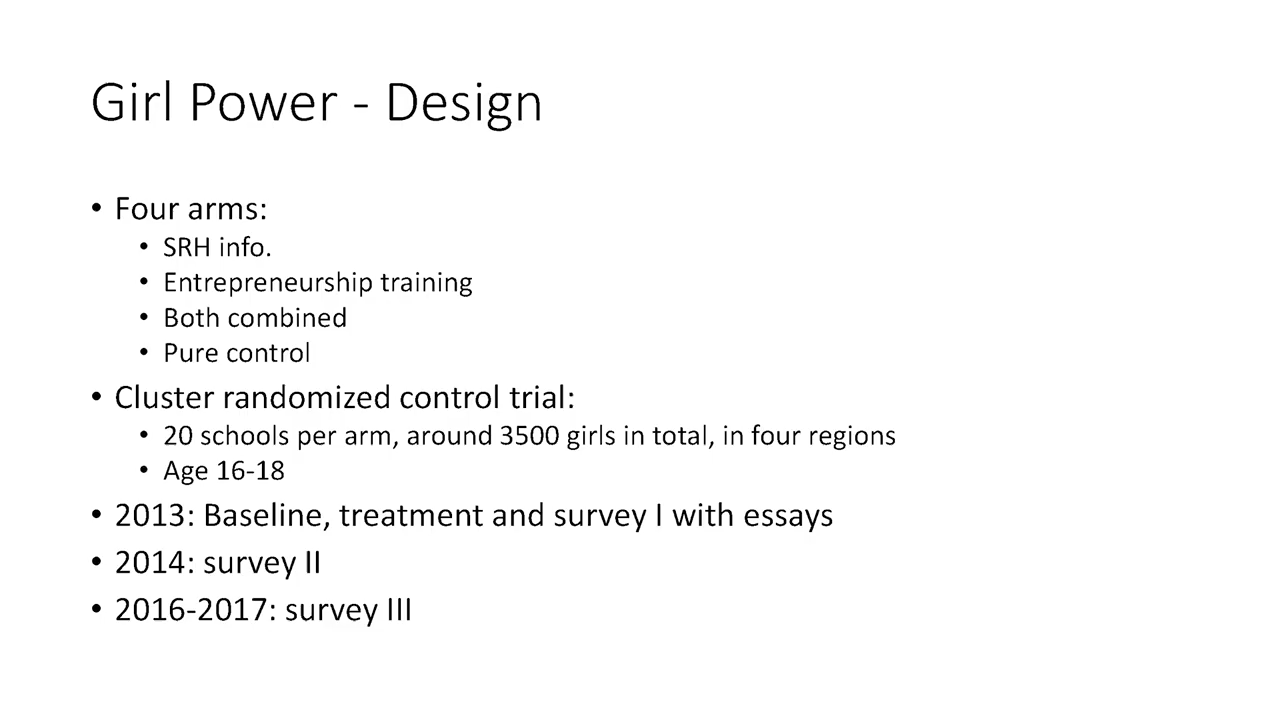 Girl Power - Design
• Four arms:
• SRH info.
• Entrepreneurship training
• Both combined
• Pure control
• Cluster randomized control trial:
• 20 schools per arm, around 3500 girls in total, in four regions
• Age 16-18
• 2013: Baseline, treatment and survey I with essays
• 2014: survey II
• 2016-2017: survey III